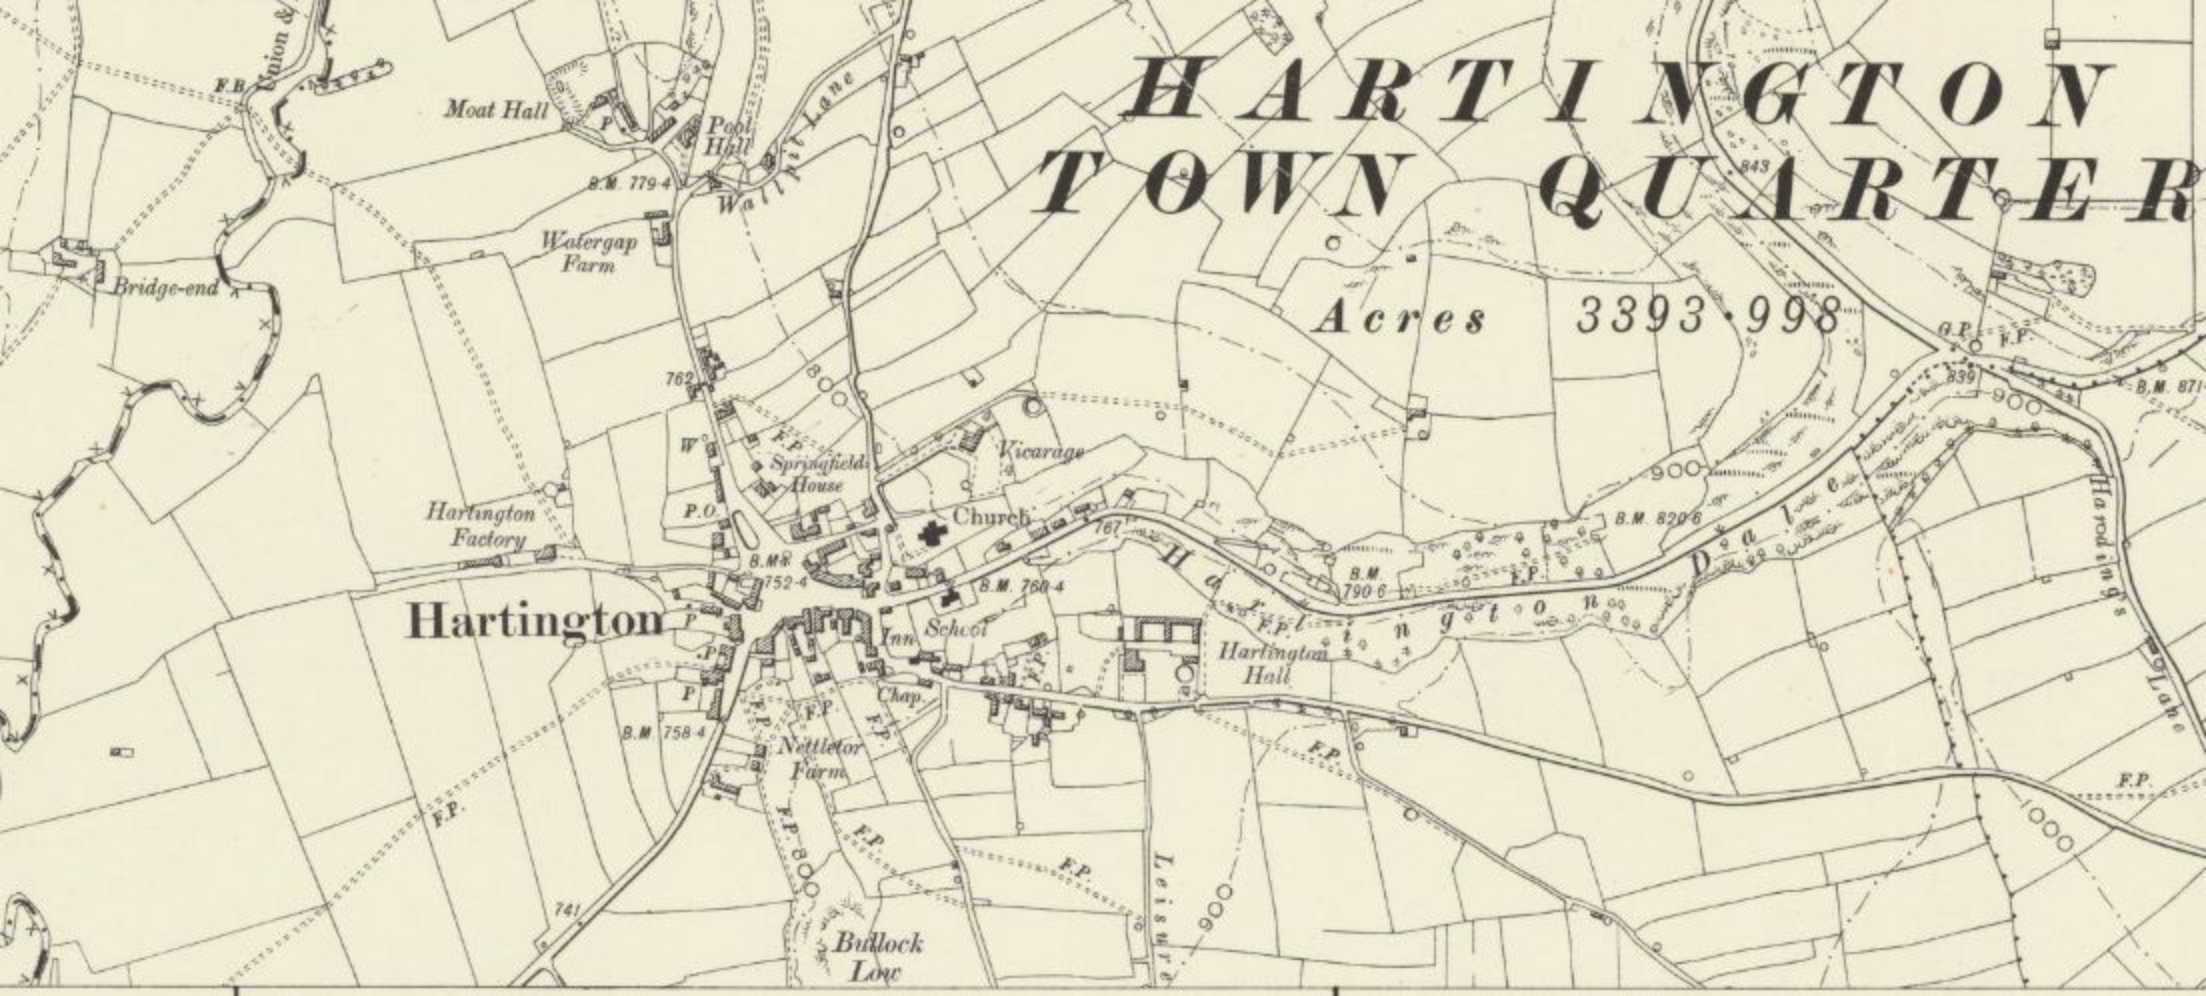 HARTINGTON
TOWN QUARTER
Acres 3393.998
Union &
F.B.
Moat Hall
P
Pool
Hall
Wallpit Lane
B.M. 779.4
843
Watergap
Farm
Bridge-end
G.P.
F.P.
762
800
839
900
B.M. 871
W
F.P.
Springfield
House
Vicarage
900
Hartington
Factory
P.O.
Church
767
B.M. 820.6
Hardings Lane
B.M.
752.4
B.M. 760.4
B.M.
790.6
F.P.
Hartington Dale
Hartington
P
Inn
School
F.P.
F.P.
Hartington
Hall
P
P
Chap.
B.M. 758.4
F.P.
F.P.
F.P.
Nettletor
Farm
F.P.
F.P.
F.P.
1000
F.P.
F.P.
800
F.P.
Leisure
900
741
Bullock
Low